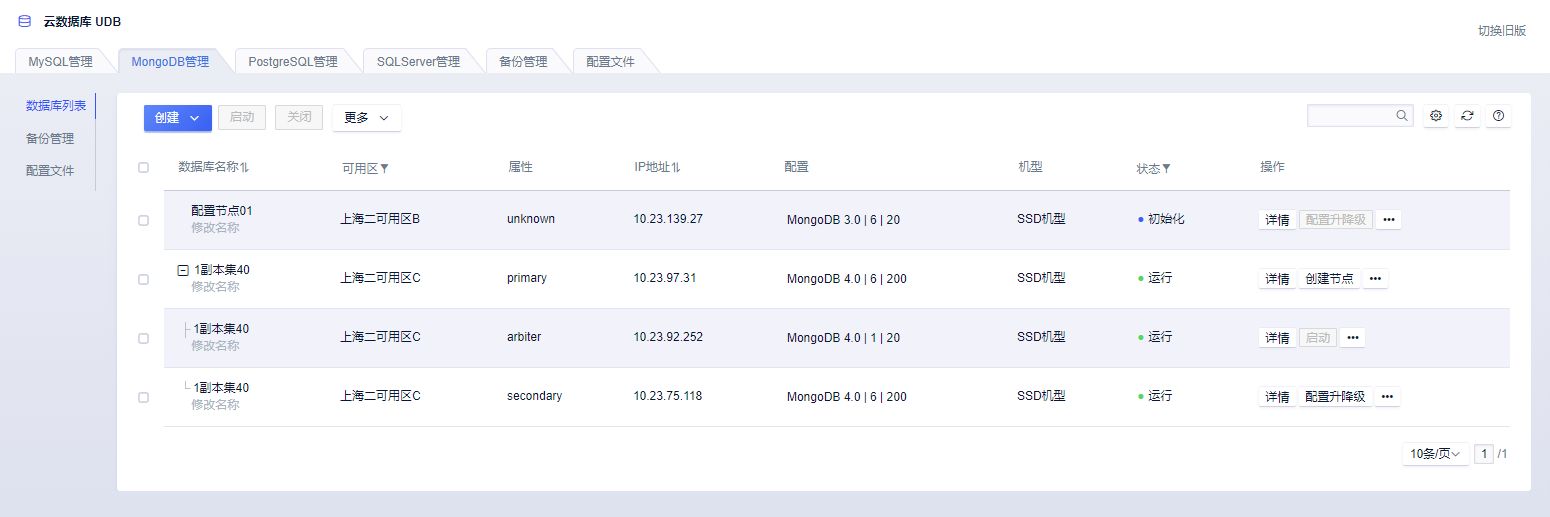 云数据库 UDB
切换旧版
MySQL管理 MongoDB管理 PostgreSQL管理 SQLServer管理 备份管理 配置文件
数据库列表
备份管理
配置文件
创建 启动 关闭 更多
数据库名称 可用区 属性 IP地址 配置 机型 状态 操作
配置节点01
修改名称
上海二可用区B unknown 10.23.139.27 MongoDB 3.0 | 6 | 20 SSD机型 初始化 详情 配置升降级 •••
1副本集40
修改名称
上海二可用区C primary 10.23.97.31 MongoDB 4.0 | 6 | 200 SSD机型 运行 详情 创建节点 •••
1副本集40
修改名称
上海二可用区C arbiter 10.23.92.252 MongoDB 4.0 | 1 | 20 SSD机型 运行 详情 启动 •••
1副本集40
修改名称
上海二可用区C secondary 10.23.75.118 MongoDB 4.0 | 6 | 200 SSD机型 运行 详情 配置升降级 •••
10条/页 1 /1